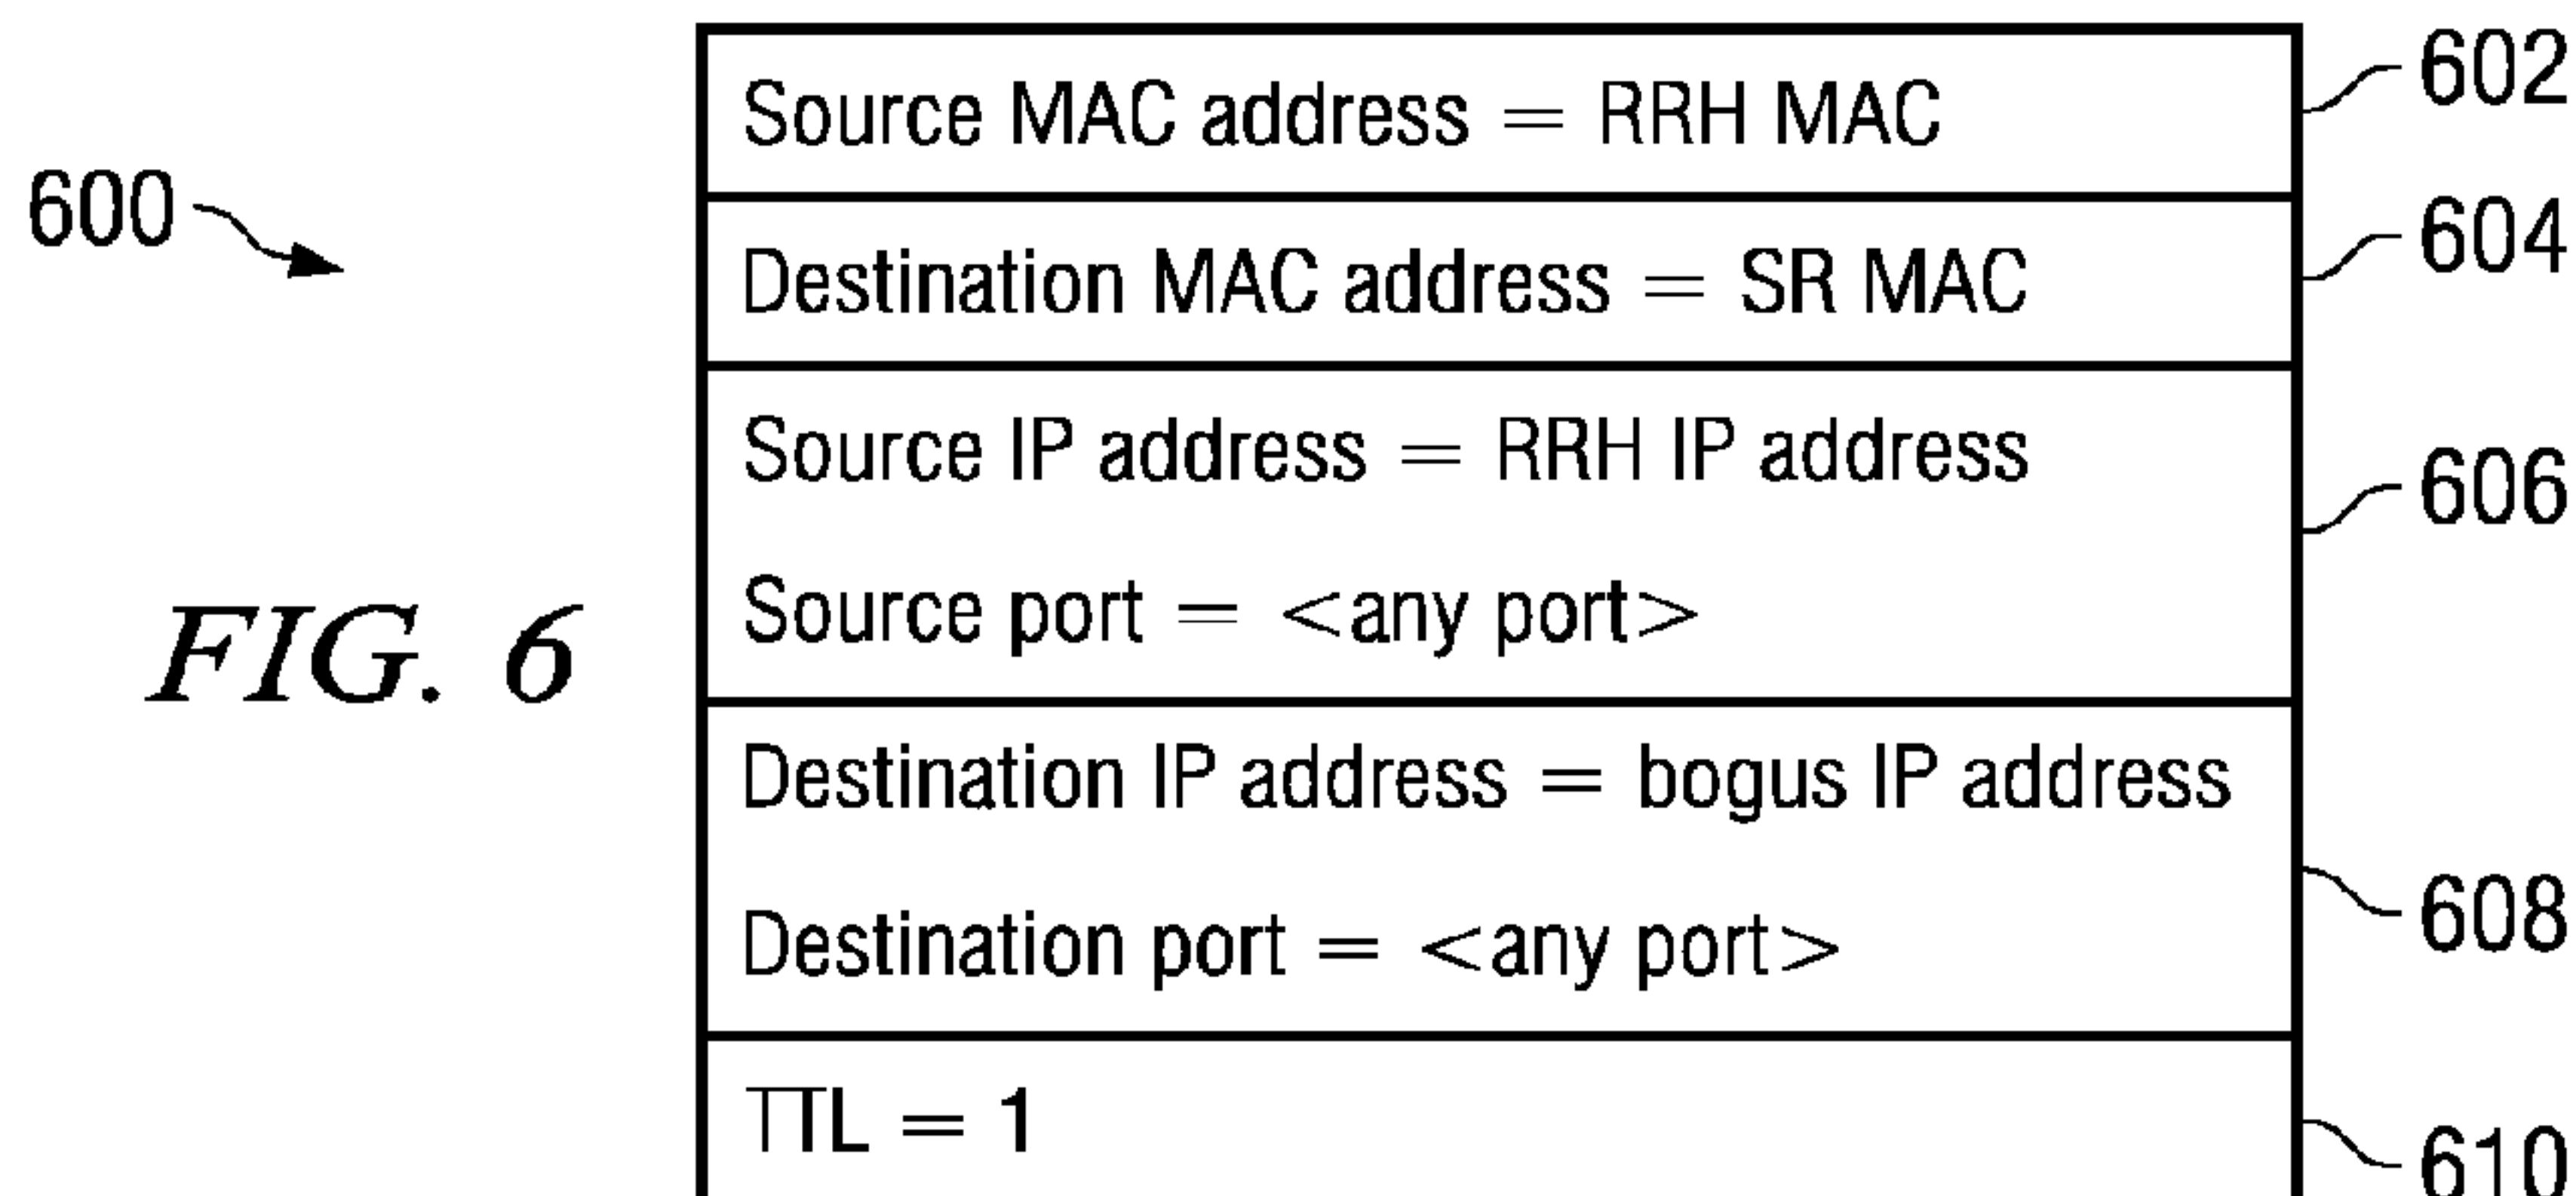 Source MAC address = RRH MAC
602
600
Destination MAC address = SR MAC
604
Source IP address = RRH IP address
606
Source port = <any port>
FIG. 6
Destination IP address = bogus IP address
608
Destination port = <any port>
TTL = 1
610